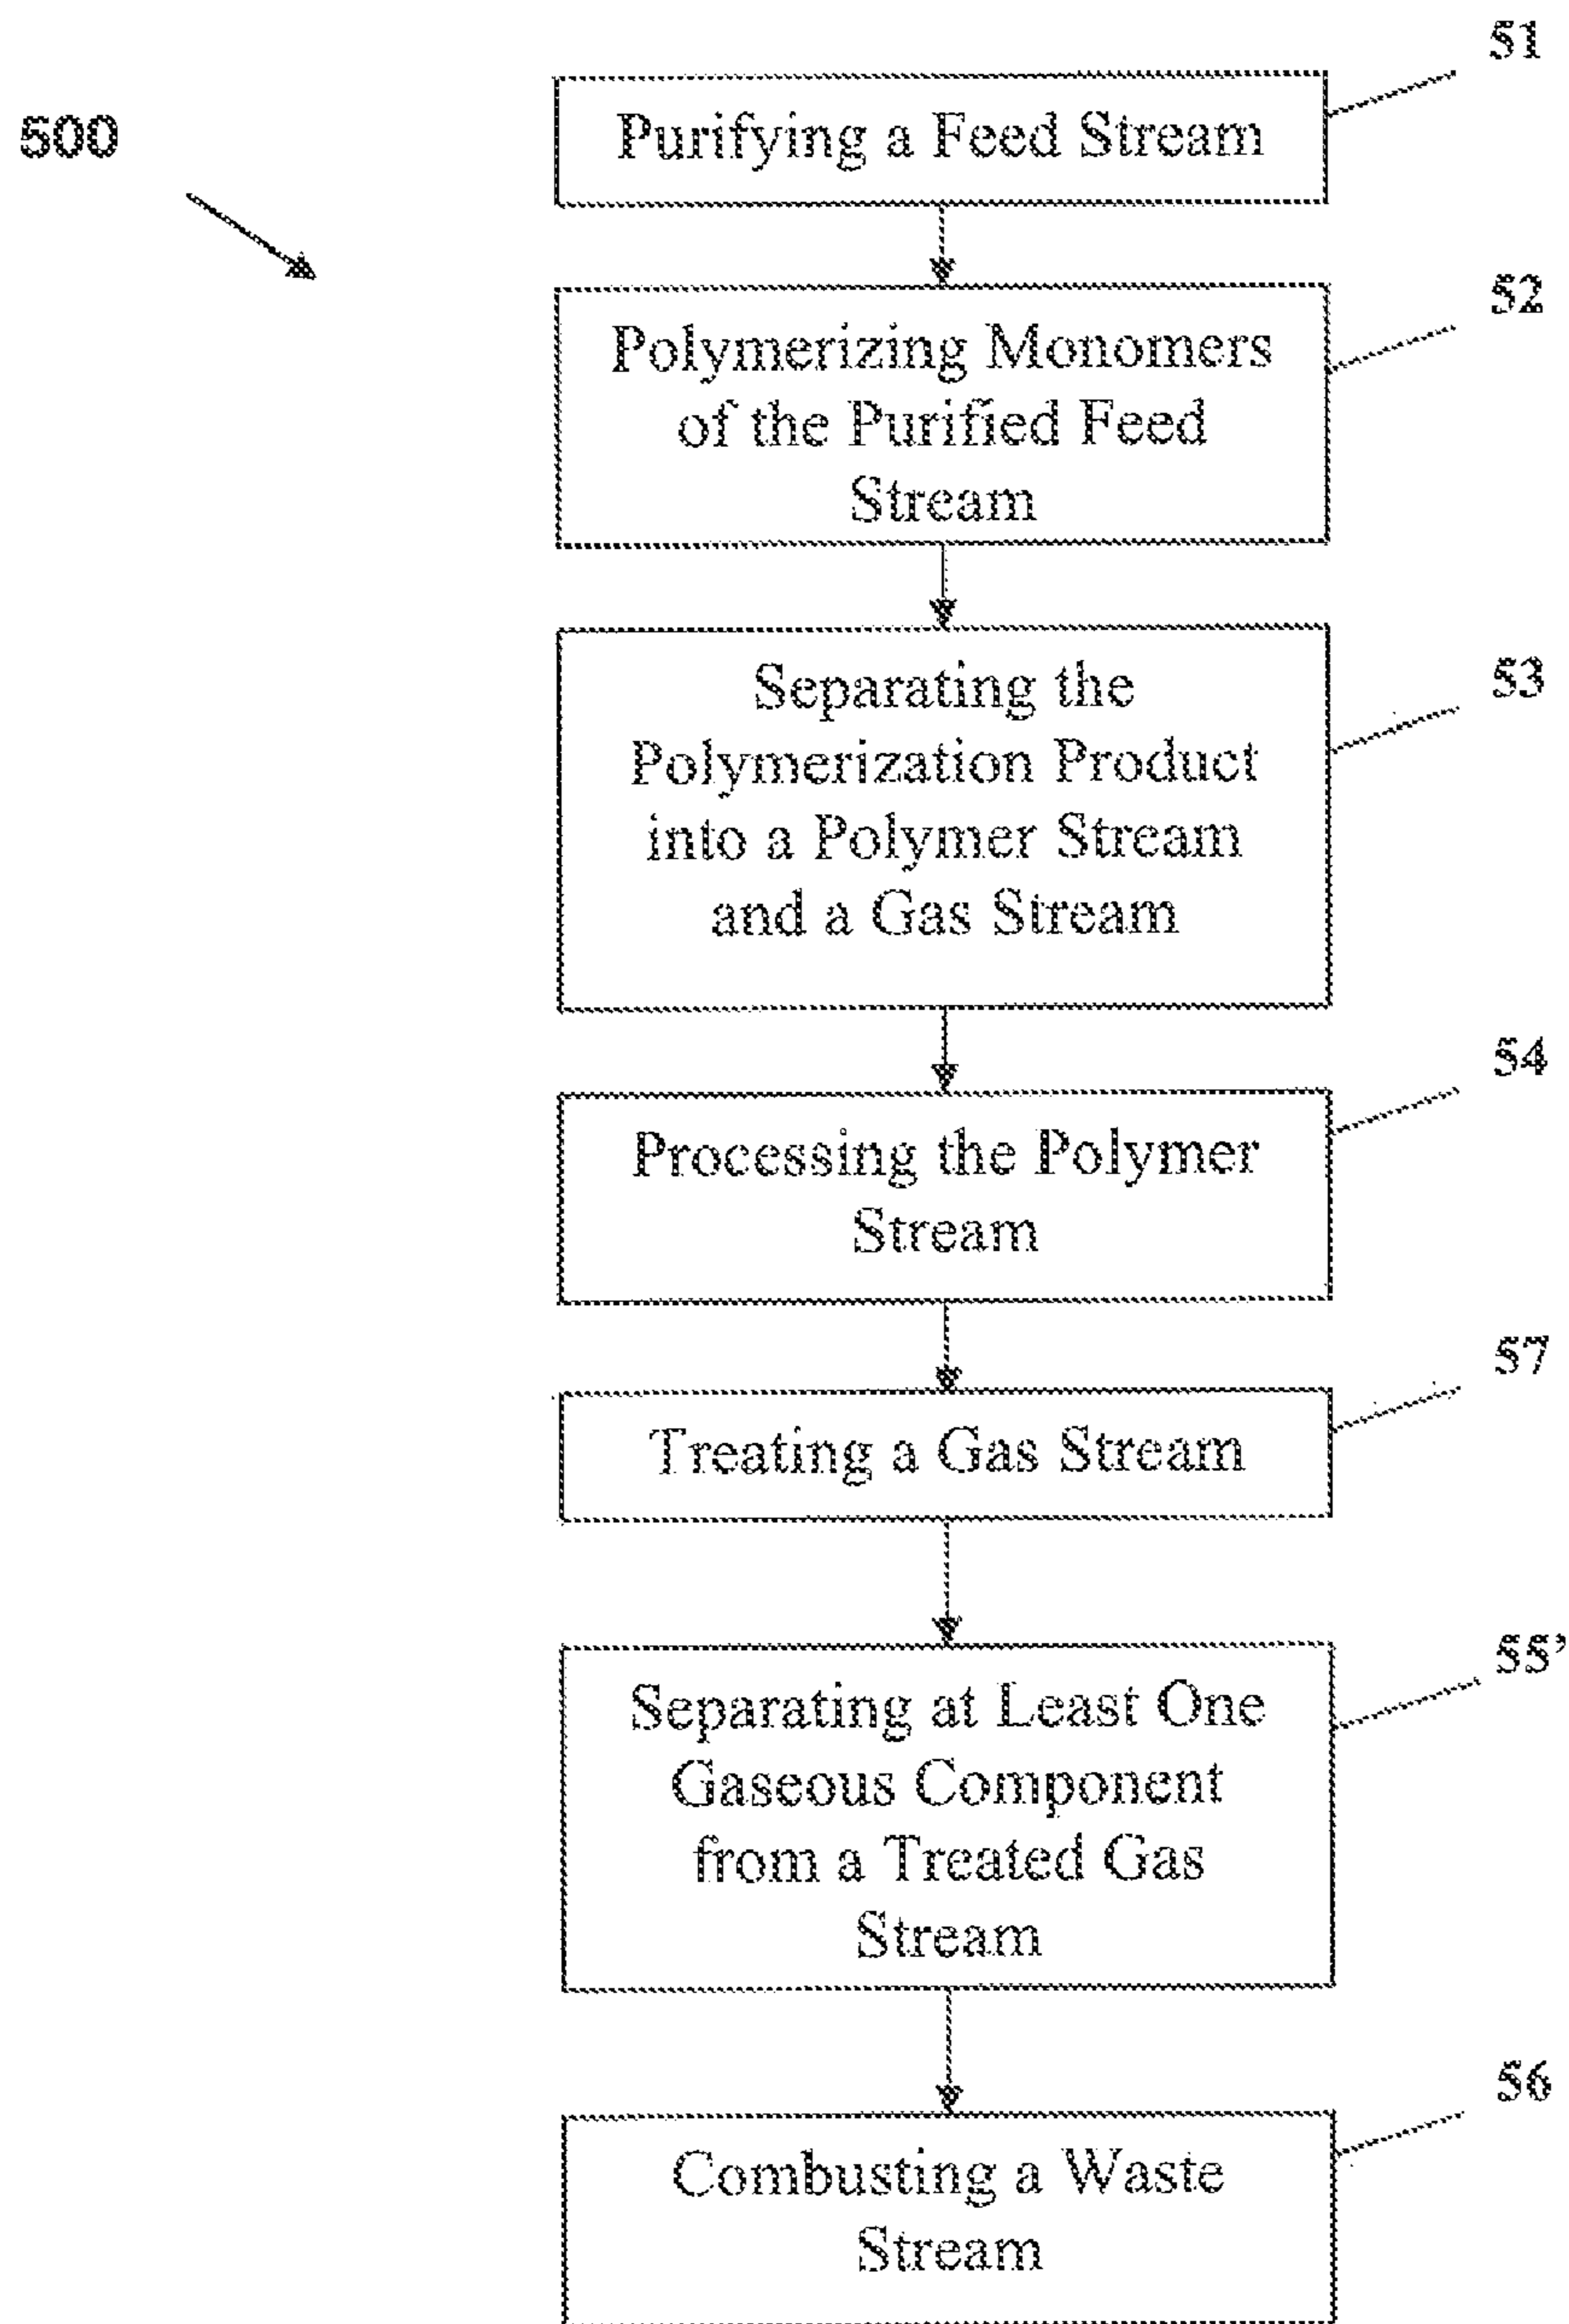 51
500
Purifying a Feed Stream
52
Polymerizing Monomers
of the Purified Feed
Stream
53
Separating the
Polymerization Product
into a Polymer Stream
and a Gas Stream
54
Processing the Polymer
Stream
57
Treating a Gas Stream
55’
Separating at Least One
Gaseous Component
from a Treated Gas
Stream
56
Combusting a Waste
Stream